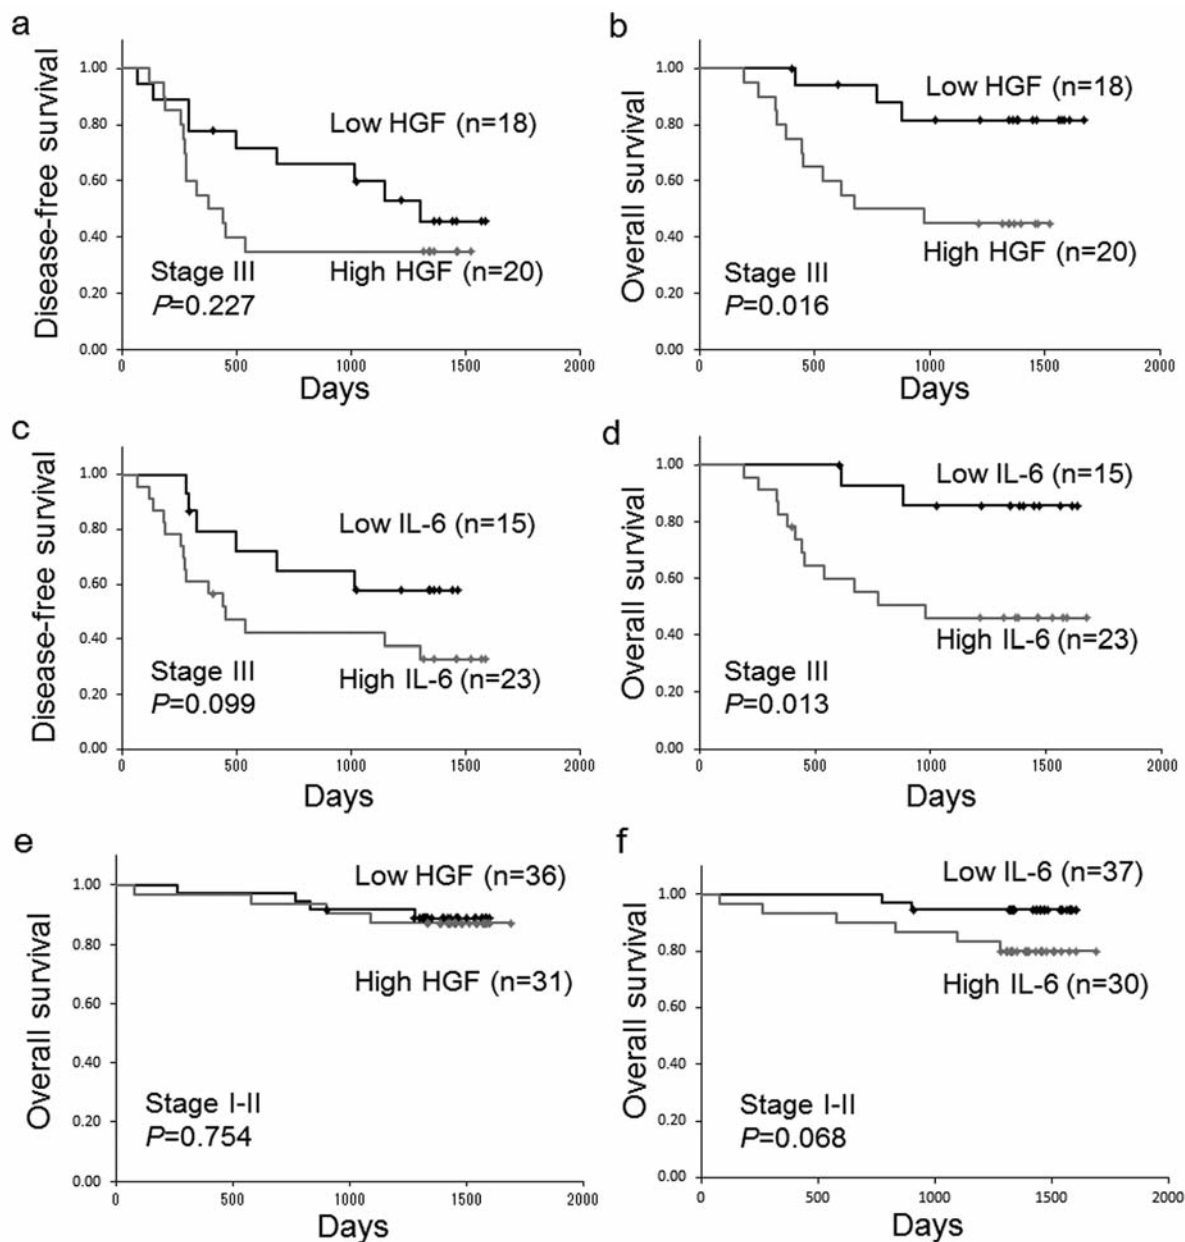 a
Disease-free survival
1.00
0.80
0.60
0.40
0.20
0.00
Low HGF (n=18)
High HGF (n=20)
Stage III
P=0.227
0 500 1000 1500 2000
Days
b
Overall survival
1.00
0.80
0.60
0.40
0.20
0.00
Low HGF (n=18)
High HGF (n=20)
Stage III
P=0.016
0 500 1000 1500 2000
Days
c
Disease-free survival
1.00
0.80
0.60
0.40
0.20
0.00
Low IL-6 (n=15)
High IL-6 (n=23)
Stage III
P=0.099
0 500 1000 1500 2000
Days
d
Overall survival
1.00
0.80
0.60
0.40
0.20
0.00
Low IL-6 (n=15)
High IL-6 (n=23)
Stage III
P=0.013
0 500 1000 1500 2000
Days
e
Overall survival
1.00
0.80
0.60
0.40
0.20
0.00
Low HGF (n=36)
High HGF (n=31)
Stage I-II
P=0.754
0 500 1000 1500 2000
Days
f
Overall survival
1.00
0.80
0.60
0.40
0.20
0.00
Low IL-6 (n=37)
High IL-6 (n=30)
Stage I-II
P=0.068
0 500 1000 1500 2000
Days